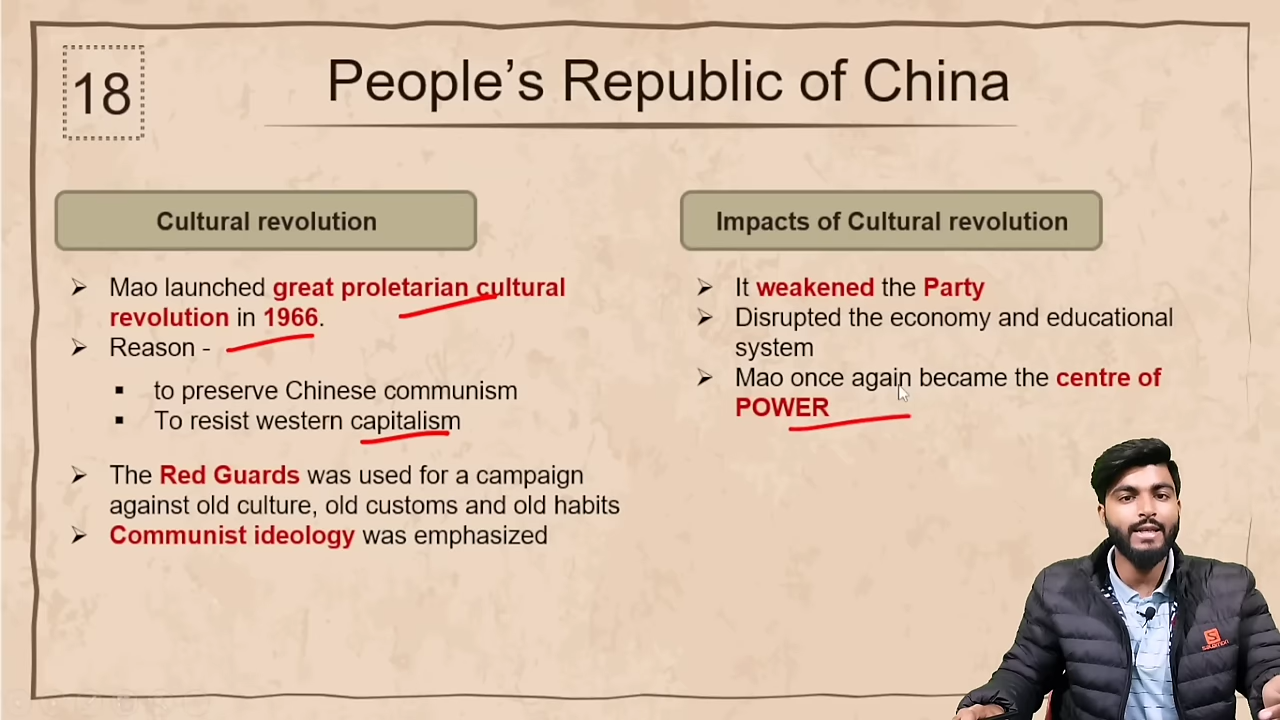 18
People's Republic of China
Cultural revolution
➢ Mao launched great proletarian cultural
revolution in 1966.
➢ Reason -
▪ to preserve Chinese communism
▪ To resist western capitalism
➢ The Red Guards was used for a campaign
against old culture, old customs and old habits
➢ Communist ideology was emphasized
Impacts of Cultural revolution
➢ It weakened the Party
➢ Disrupted the economy and educational
system
➢ Mao once again became the centre of
POWER
S
salomon